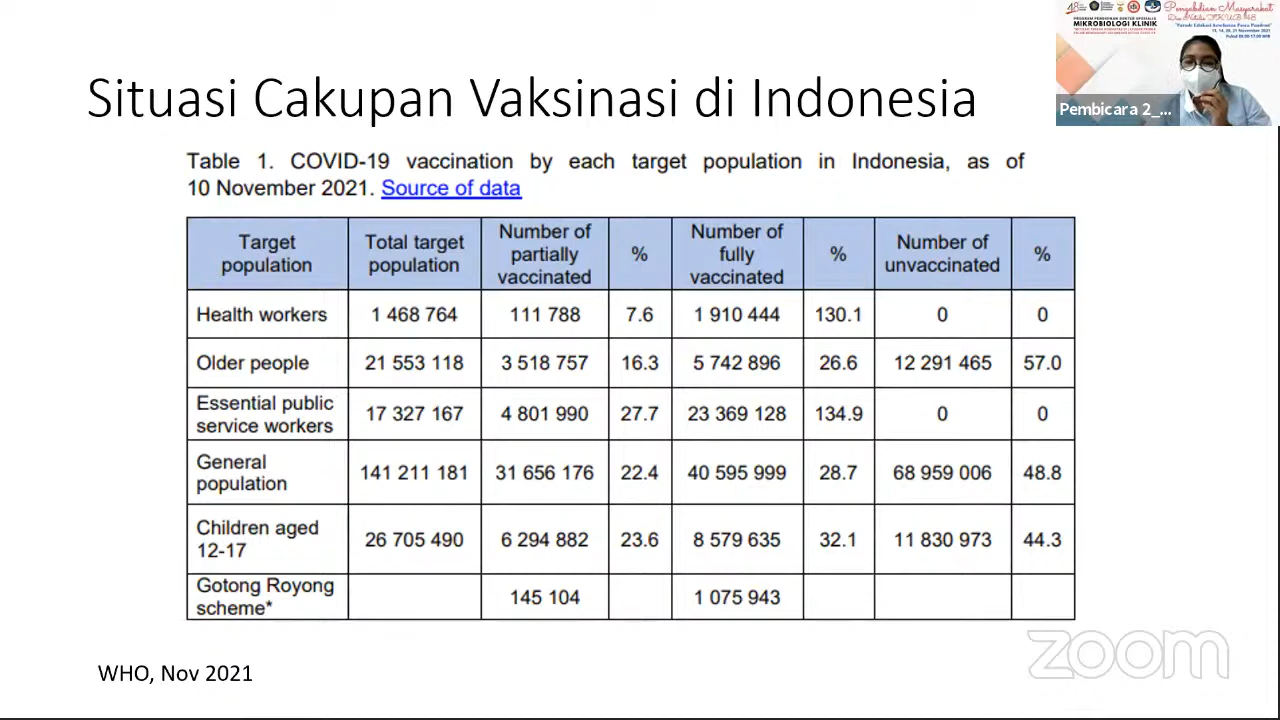 Pengabdian Masyarakat
PROGRAM PENDIDIKAN DOKTER SPESIALIS
MIKROBIOLOGI KLINIK
Pembicara 2_...
Situasi Cakupan Vaksinasi di Indonesia
Table 1. COVID-19 vaccination by each target population in Indonesia, as of
10 November 2021. Source of data
Target population | Total target population | Number of partially vaccinated | % | Number of fully vaccinated | % | Number of unvaccinated | %
Health workers | 1 468 764 | 111 788 | 7.6 | 1 910 444 | 130.1 | 0 | 0
Older people | 21 553 118 | 3 518 757 | 16.3 | 5 742 896 | 26.6 | 12 291 465 | 57.0
Essential public service workers | 17 327 167 | 4 801 990 | 27.7 | 23 369 128 | 134.9 | 0 | 0
General population | 141 211 181 | 31 656 176 | 22.4 | 40 595 999 | 28.7 | 68 959 006 | 48.8
Children aged 12-17 | 26 705 490 | 6 294 882 | 23.6 | 8 579 635 | 32.1 | 11 830 973 | 44.3
Gotong Royong scheme* | 145 104 | 1 075 943
WHO, Nov 2021
zoom